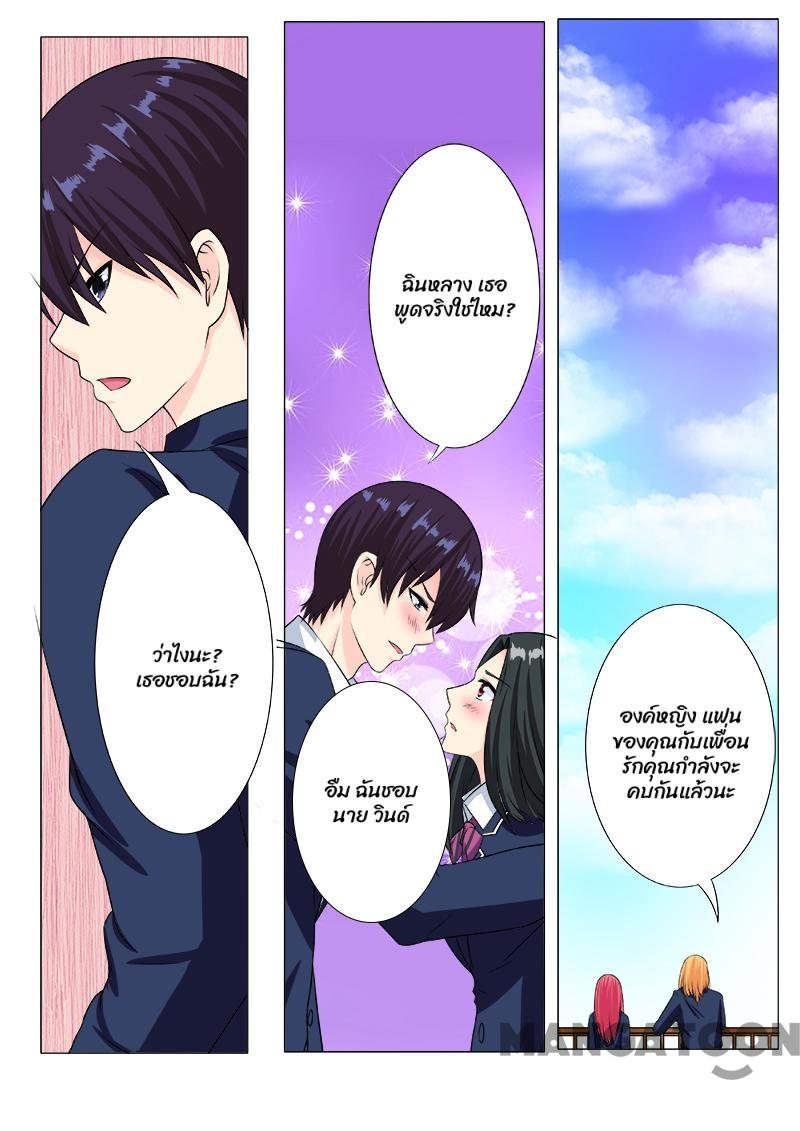 ว่าไงนะ?
เธอชอบฉัน?
ฉินหลาง เธอ
พูดจริงใช่ไหม?
อืม ฉันชอบ
นาย วินด์
องค์หญิง แฟน
ของคุณกับเพื่อน
รักคุณกำลังจะ
คบกันแล้วนะ
MANGATOON